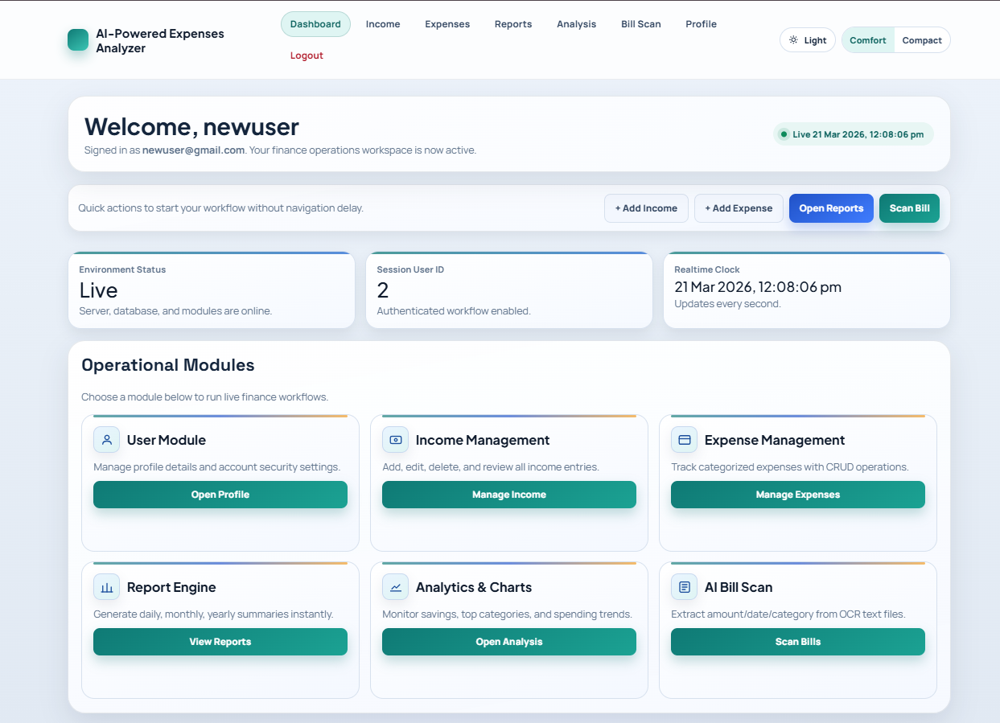 AI-Powered Expenses
Analyzer
Dashboard
Income
Expenses
Reports
Analysis
Bill Scan
Profile
Logout
Light
Comfort
Compact
Welcome, newuser
Signed in as newuser@gmail.com. Your finance operations workspace is now active.
Live 21 Mar 2026, 12:08:06 pm
Quick actions to start your workflow without navigation delay.
+ Add Income
+ Add Expense
Open Reports
Scan Bill
Environment Status
Live
Server, database, and modules are online.
Session User ID
2
Authenticated workflow enabled.
Realtime Clock
21 Mar 2026, 12:08:06 pm
Updates every second.
Operational Modules
Choose a module below to run live finance workflows.
User Module
Manage profile details and account security settings.
Open Profile
Income Management
Add, edit, delete, and review all income entries.
Manage Income
Expense Management
Track categorized expenses with CRUD operations.
Manage Expenses
Report Engine
Generate daily, monthly, yearly summaries instantly.
View Reports
Analytics & Charts
Monitor savings, top categories, and spending trends.
Open Analysis
AI Bill Scan
Extract amount/date/category from OCR text files.
Scan Bills